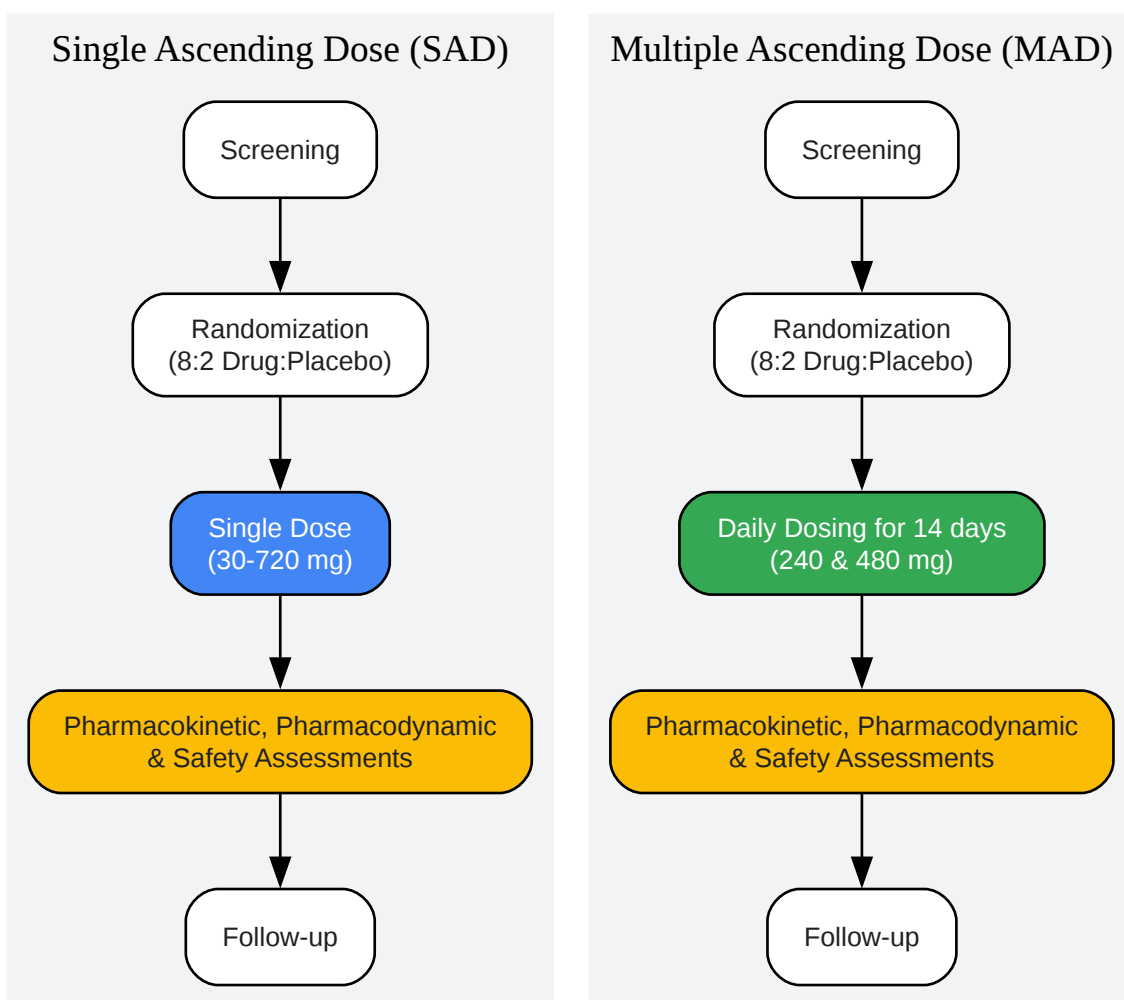 Single Ascending Dose (SAD)
Screening
Randomization
(8:2 Drug:Placebo)
Single Dose
(30-720 mg)
Pharmacokinetic, Pharmacodynamic
& Safety Assessments
Follow-up
Multiple Ascending Dose (MAD)
Screening
Randomization
(8:2 Drug:Placebo)
Daily Dosing for 14 days
(240 & 480 mg)
Pharmacokinetic, Pharmacodynamic
& Safety Assessments
Follow-up